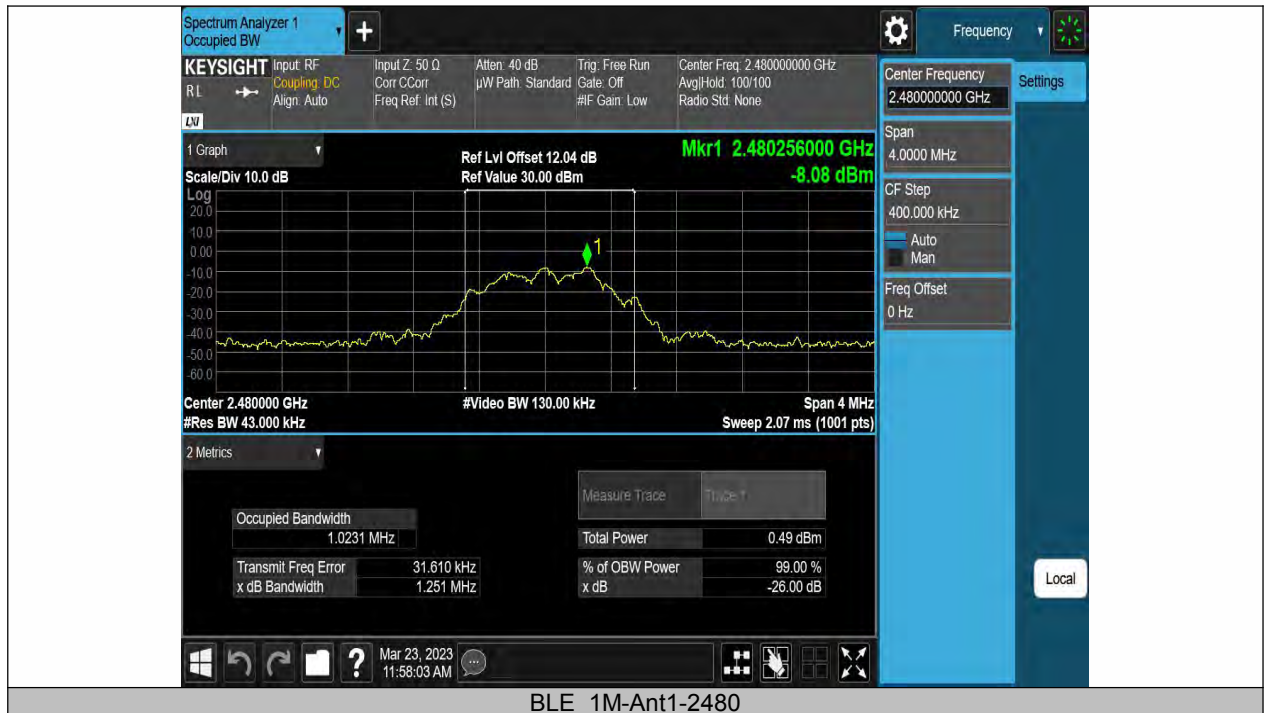 Spectrum Analyzer 1
Occupied BW
+
Frequency
KEYSIGHT
R L
LXI
Input: RF
Coupling: DC
Align: Auto
Input Z: 50 Ω
Corr CCorr
Freq Ref: Int (S)
Atten: 40 dB
µW Path: Standard
Trig: Free Run
Gate: Off
#IF Gain: Low
Center Freq: 2.480000000 GHz
Avg|Hold: 100/100
Radio Std: None
Center Frequency
2.480000000 GHz
Settings
Span
4.0000 MHz
CF Step
400.000 kHz
Auto
Man
Freq Offset
0 Hz
Local
1 Graph
Scale/Div 10.0 dB
Ref Lvl Offset 12.04 dB
Ref Value 30.00 dBm
Mkr1 2.480256000 GHz
-8.08 dBm
Log
20.0
10.0
0.00
-10.0
-20.0
-30.0
-40.0
-50.0
-60.0
1
Center 2.480000 GHz
#Res BW 43.000 kHz
#Video BW 130.00 kHz
Span 4 MHz
Sweep 2.07 ms (1001 pts)
2 Metrics
Measure Trace
Trace 1
Occupied Bandwidth
1.0231 MHz
Total Power
0.49 dBm
Transmit Freq Error
31.610 kHz
% of OBW Power
99.00 %
x dB Bandwidth
1.251 MHz
x dB
-26.00 dB
?
Mar 23, 2023
11:58:03 AM
BLE_1M-Ant1-2480